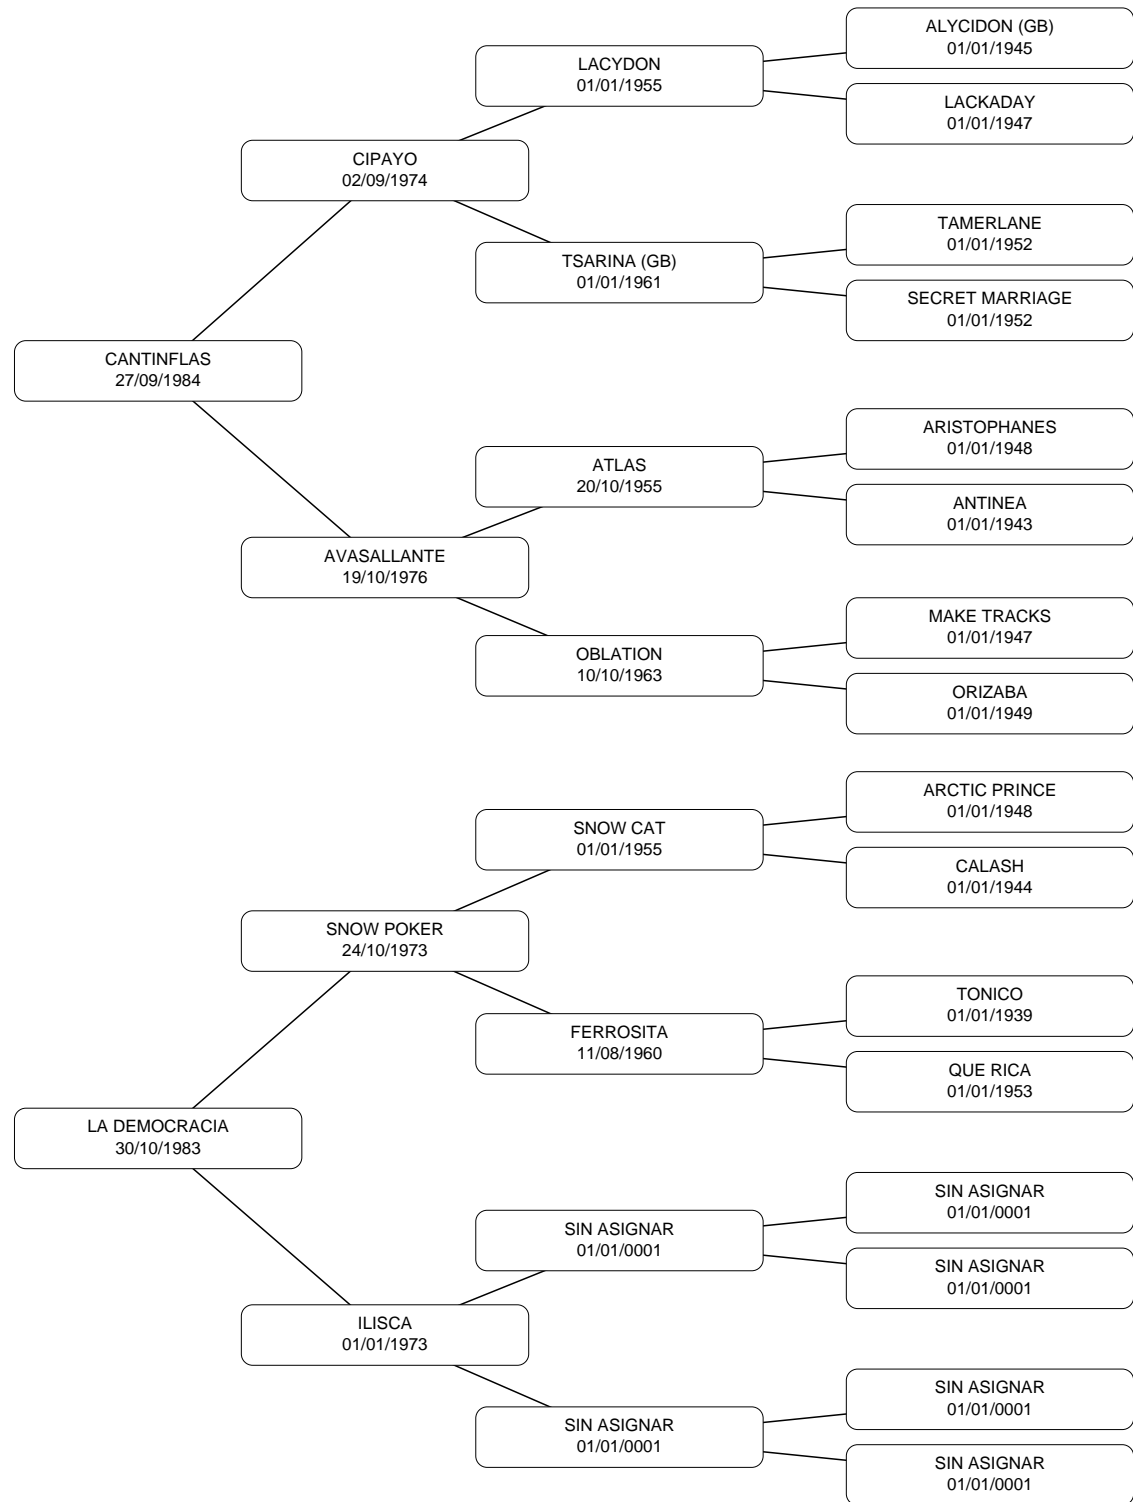 ALYCIDON (GB)
01/01/1945
LACYDON
01/01/1955
LACKADAY
01/01/1947
CIPAYO
02/09/1974
TAMERLANE
01/01/1952
TSARINA (GB)
01/01/1961
SECRET MARRIAGE
01/01/1952
CANTINFLAS
27/09/1984
ARISTOPHANES
01/01/1948
ATLAS
20/10/1955
ANTINEA
01/01/1943
AVASALLANTE
19/10/1976
MAKE TRACKS
01/01/1947
OBLATION
10/10/1963
ORIZABA
01/01/1949
ARCTIC PRINCE
01/01/1948
SNOW CAT
01/01/1955
CALASH
01/01/1944
SNOW POKER
24/10/1973
TONICO
01/01/1939
FERROSITA
11/08/1960
QUE RICA
01/01/1953
LA DEMOCRACIA
30/10/1983
SIN ASIGNAR
01/01/0001
SIN ASIGNAR
01/01/0001
SIN ASIGNAR
01/01/0001
ILISCA
01/01/1973
SIN ASIGNAR
01/01/0001
SIN ASIGNAR
01/01/0001
SIN ASIGNAR
01/01/0001